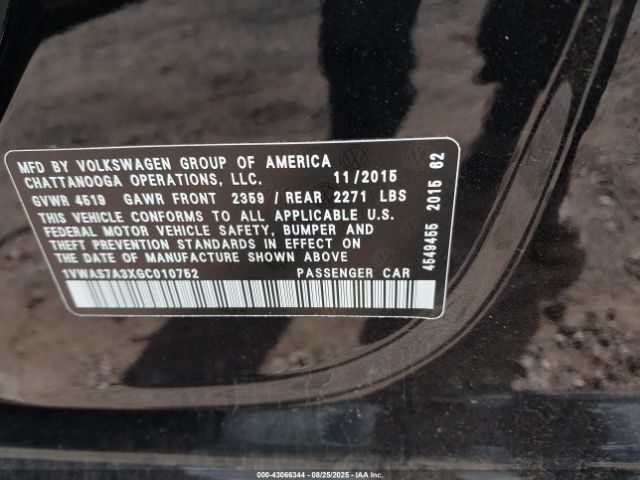 MFD BY VOLKSWAGEN GROUP OF AMERICA
CHATTANOOGA OPERATIONS, LLC. 11/2015
GVWR 4519 GAWR FRONT 2359 / REAR 2271 LBS
THIS VEHICLE CONFORMS TO ALL APPLICABLE U.S.
FEDERAL MOTOR VEHICLE SAFETY, BUMPER AND
THEFT PREVENTION STANDARDS IN EFFECT ON
THE DATE OF MANUFACTURE SHOWN ABOVE
1VWAS7A3XGC010752 PASSENGER CAR
4549455 2015 62
000-43066344 - 08/25/2025 - IAA Inc.